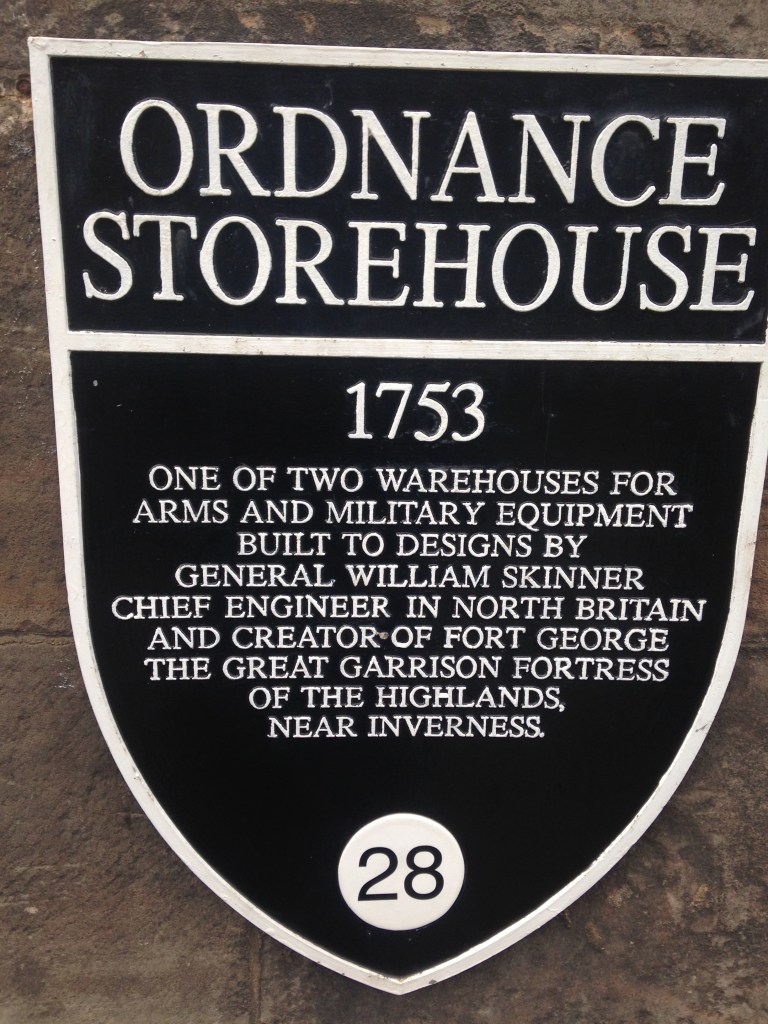 ORDNANCE
STOREHOUSE
1753
ONE OF TWO WAREHOUSES FOR
ARMS AND MILITARY EQUIPMENT
BUILT TO DESIGNS BY
GENERAL WILLIAM SKINNER
CHIEF ENGINEER IN NORTH BRITAIN
AND CREATOR OF FORT GEORGE
THE GREAT GARRISON FORTRESS
OF THE HIGHLANDS,
NEAR INVERNESS.
28